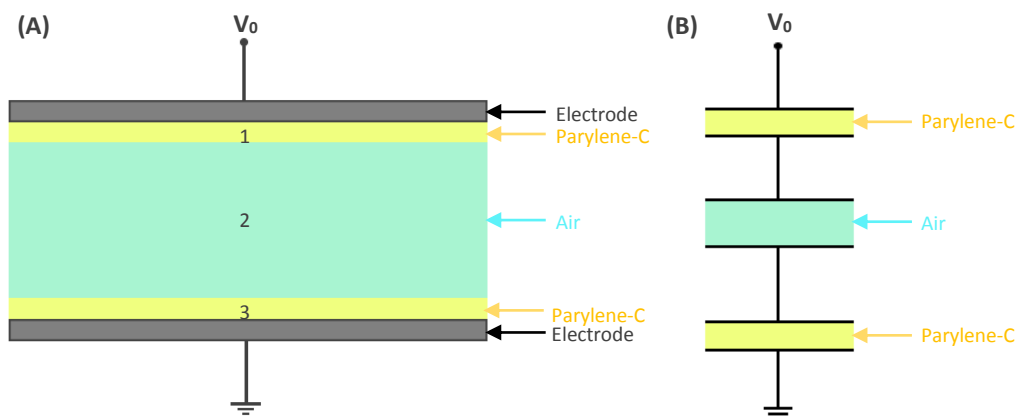 (A)
V₀
Electrode
Parylene-C
1
2
Air
3
Parylene-C
Electrode
(B)
V₀
Parylene-C
Air
Parylene-C